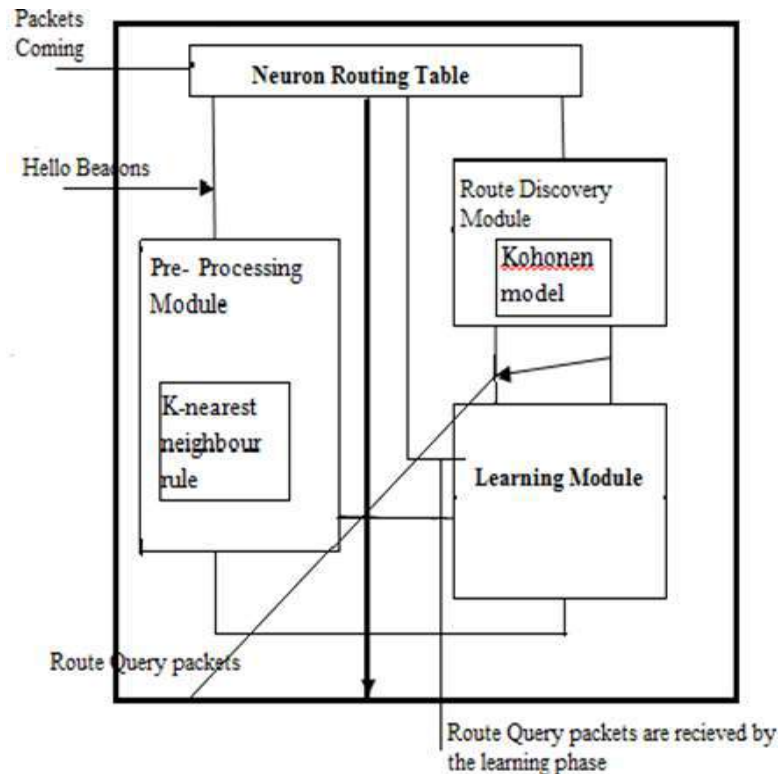 Packets
Coming
Neuron Routing Table
Hello Beacons
Route Discovery
Module
Kohonen
model
Pre- Processing
Module
K-nearest
neighbour
rule
Learning Module
Route Query packets
Route Query packets are recieved by
the learning phase